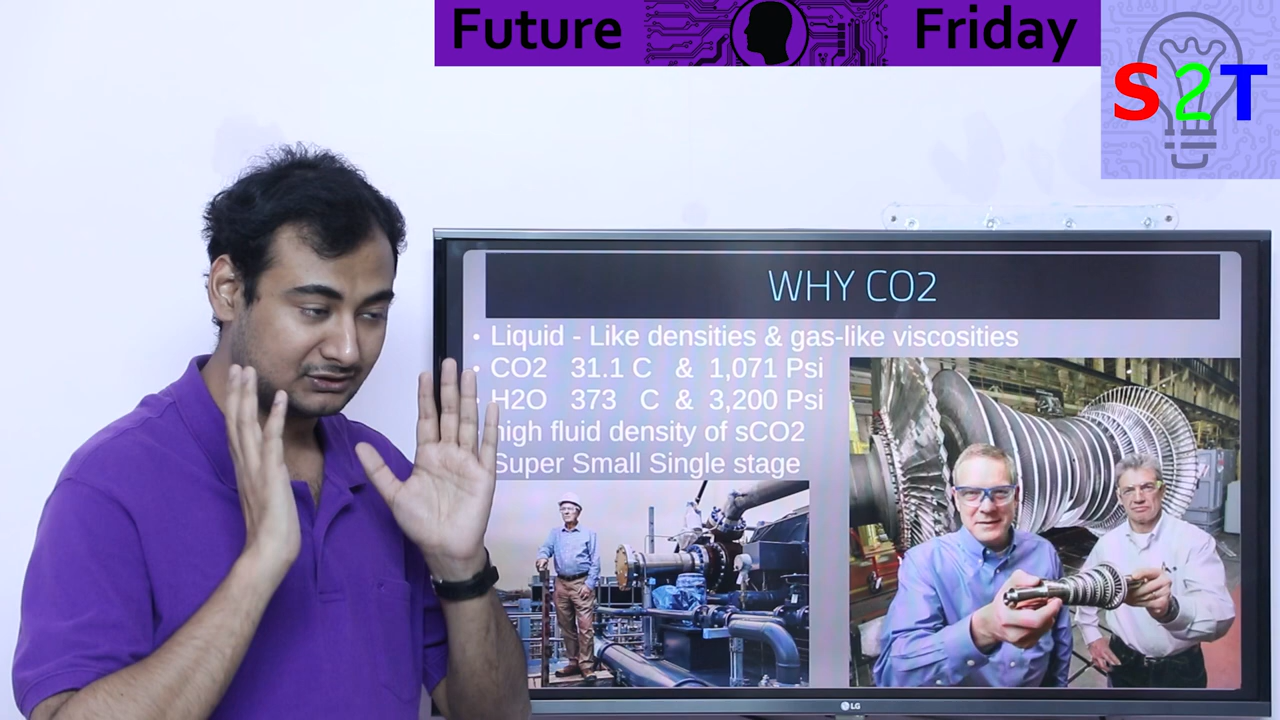 Future Friday
S2T
WHY CO2
• Liquid - Like densities & gas-like viscosities
• CO2 31.1 C & 1,071 Psi
• H2O 373 C & 3,200 Psi
high fluid density of sCO2
Super Small Single stage
LG